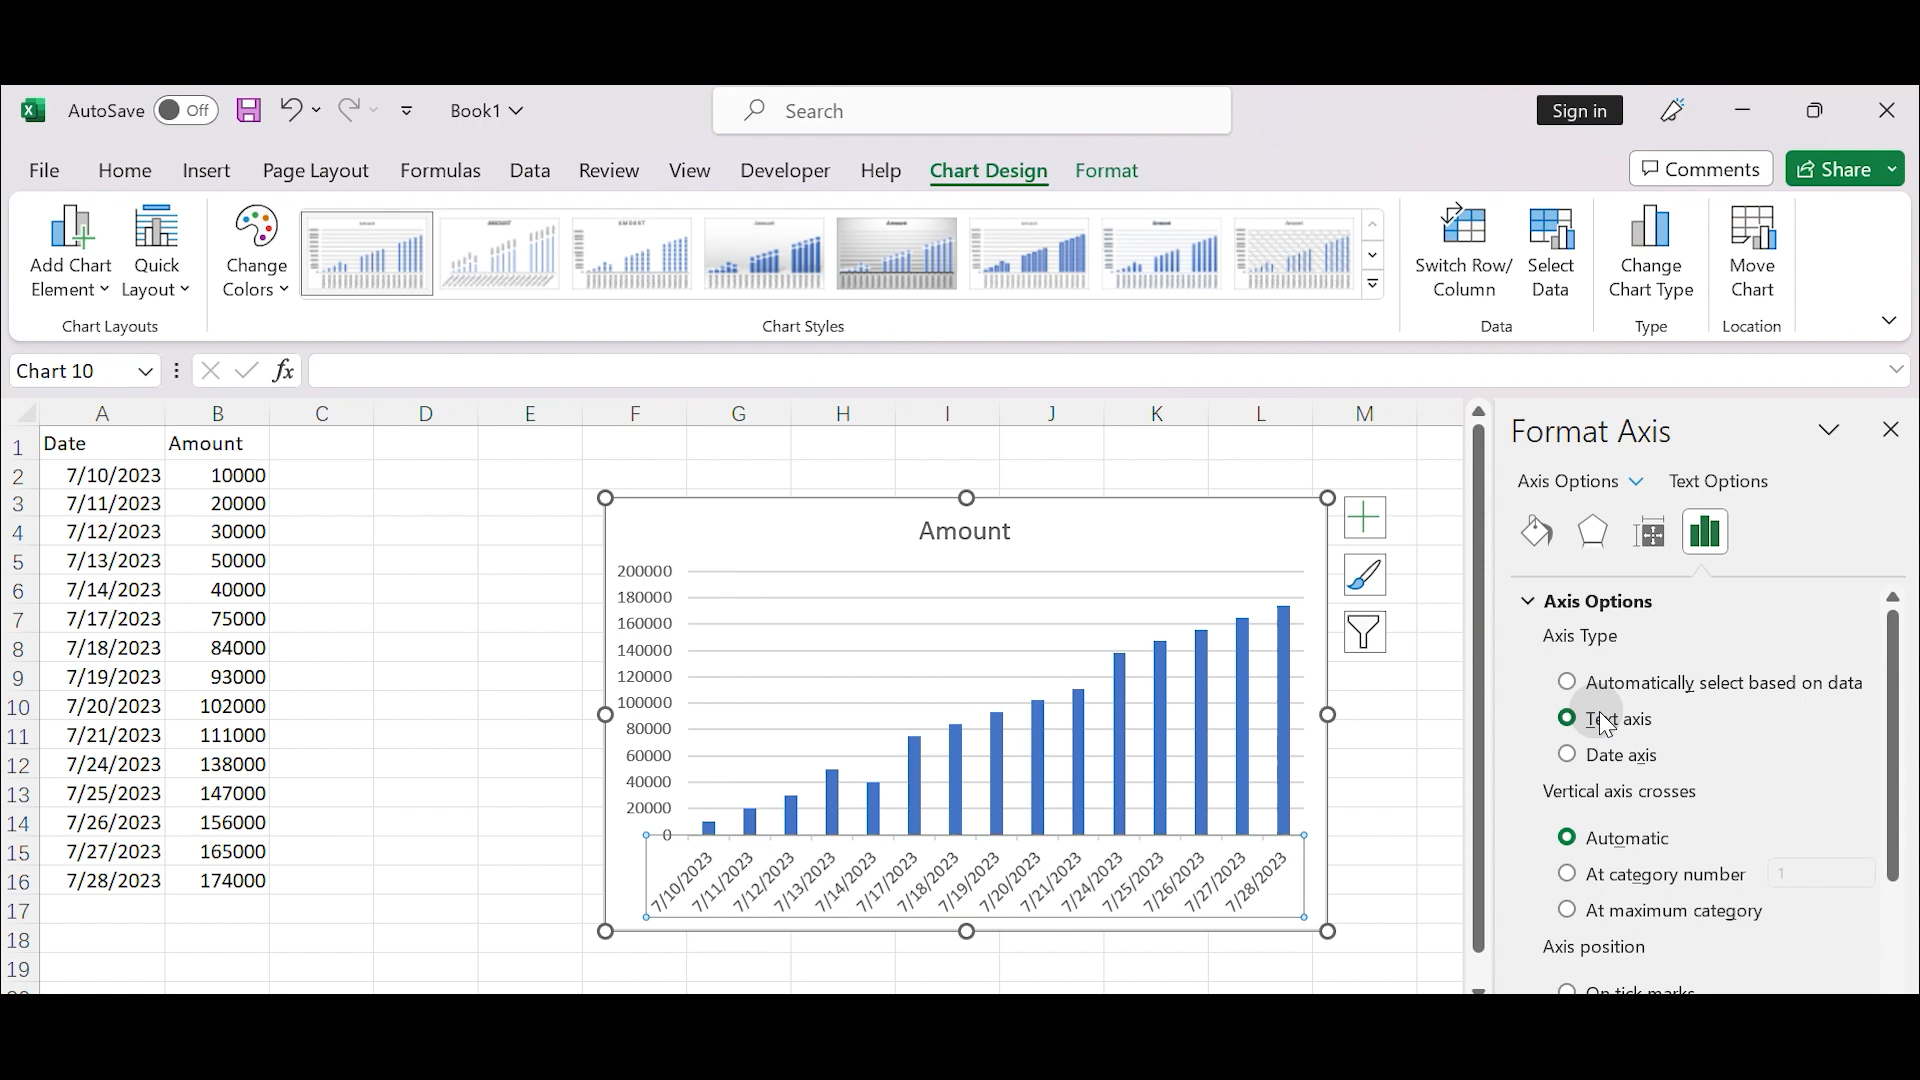 AutoSave Off Book1 Search Sign in
File Home Insert Page Layout Formulas Data Review View Developer Help Chart Design Format Comments Share
Add Chart Element Quick Layout Change Colors Switch Row/ Column Select Data Change Chart Type Move Chart
Chart Layouts Chart Styles Data Type Location
Chart 10 fx
A B C D E F G H I J K L M
1 Date Amount
2 7/10/2023 10000
3 7/11/2023 20000
4 7/12/2023 30000
5 7/13/2023 50000
6 7/14/2023 40000
7 7/17/2023 75000
8 7/18/2023 84000
9 7/19/2023 93000
10 7/20/2023 102000
11 7/21/2023 111000
12 7/24/2023 138000
13 7/25/2023 147000
14 7/26/2023 156000
15 7/27/2023 165000
16 7/28/2023 174000
17
18
19
Amount
200000
180000
160000
140000
120000
100000
80000
60000
40000
20000
0
7/10/2023 7/11/2023 7/12/2023 7/13/2023 7/14/2023 7/17/2023 7/18/2023 7/19/2023 7/20/2023 7/21/2023 7/24/2023 7/25/2023 7/26/2023 7/27/2023 7/28/2023
Format Axis
Axis Options Text Options
Axis Options
Axis Type
Automatically select based on data
Text axis
Date axis
Vertical axis crosses
Automatic
At category number 1
At maximum category
Axis position
On tick marks